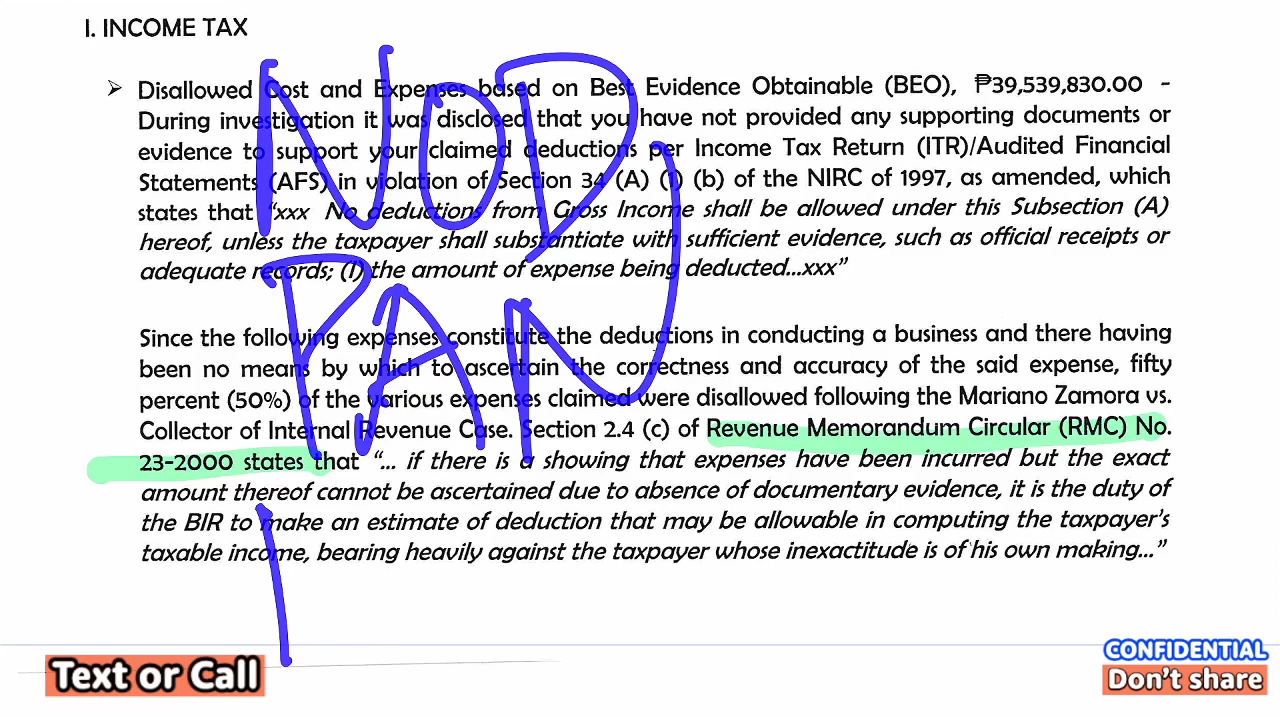 I. INCOME TAX
➢ Disallowed Cost and Expenses based on Best Evidence Obtainable (BEO), ₱39,539,830.00 -
During investigation it was disclosed that you have not provided any supporting documents or
evidence to support your claimed deductions per Income Tax Return (ITR)/Audited Financial
Statements (AFS) in violation of Section 34 (A) (1) (b) of the NIRC of 1997, as amended, which
states that “xxx No deductions from Gross Income shall be allowed under this Subsection (A)
hereof, unless the taxpayer shall substantiate with sufficient evidence, such as official receipts or
adequate records; (I) the amount of expense being deducted...xxx”
Since the following expenses constitute the deductions in conducting a business and there having
been no means by which to ascertain the correctness and accuracy of the said expense, fifty
percent (50%) of the various expenses claimed were disallowed following the Mariano Zamora vs.
Collector of Internal Revenue Case. Section 2.4 (c) of Revenue Memorandum Circular (RMC) No.
23-2000 states that “... if there is a showing that expenses have been incurred but the exact
amount thereof cannot be ascertained due to absence of documentary evidence, it is the duty of
the BIR to make an estimate of deduction that may be allowable in computing the taxpayer’s
taxable income, bearing heavily against the taxpayer whose inexactitude is of his own making...”
NOD
PAN
Text or Call
CONFIDENTIAL
Don’t share